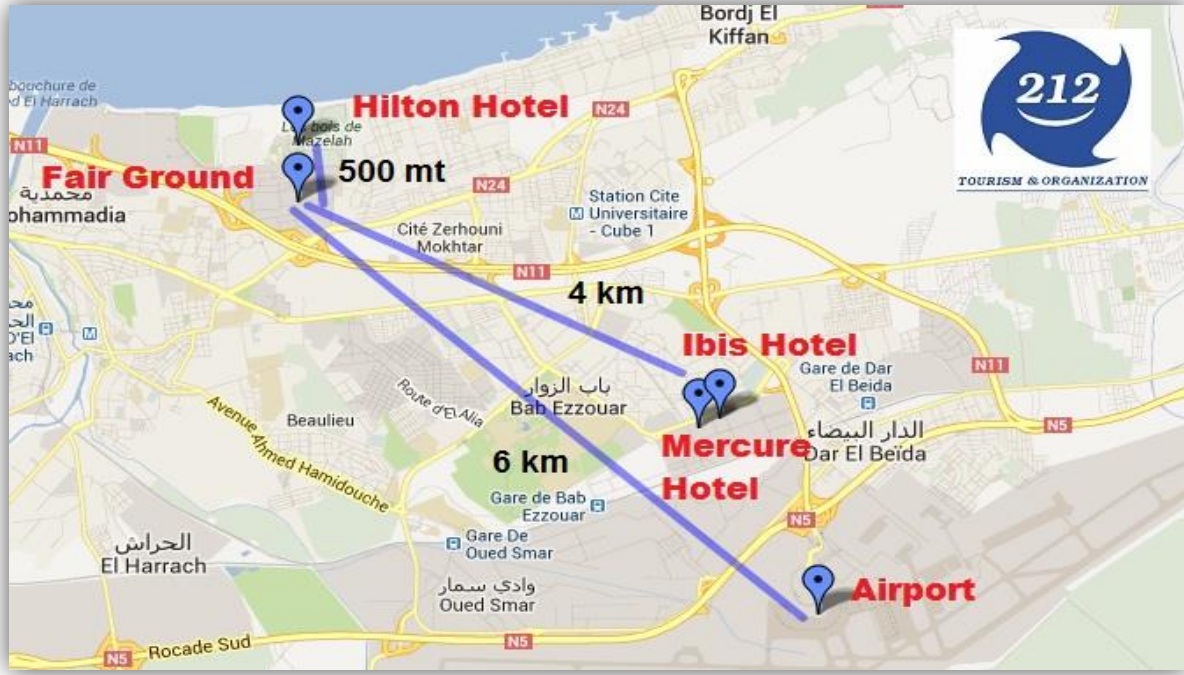 Bordj El
Kiffan
212
TOURISM & ORGANIZATION
bouchure de
d El Harrach
Hilton Hotel
N24
Les bois de
Mazelah
N11
Fair Ground
500 mt
محمدية
ohammadia
N24
Station Cite
Universitaire
- Cube 1
Cité Zerhouni
Mokhtar
N11
4 km
Ibis Hotel
Gare de Dar
El Beida
N11
باب الزوار
Bab Ezzouar
Route d'El Alia
Avenue Ahmed Hamidouche
Beaulieu
الدار البيضاء
Dar El Beïda
N5
Mercure
Hotel
6 km
Gare de Bab
Ezzouar
N5
Gare De
Oued Smar
الحراش
El Harrach
وادي سمار
Oued Smar
Airport
N5
Rocade Sud
N5